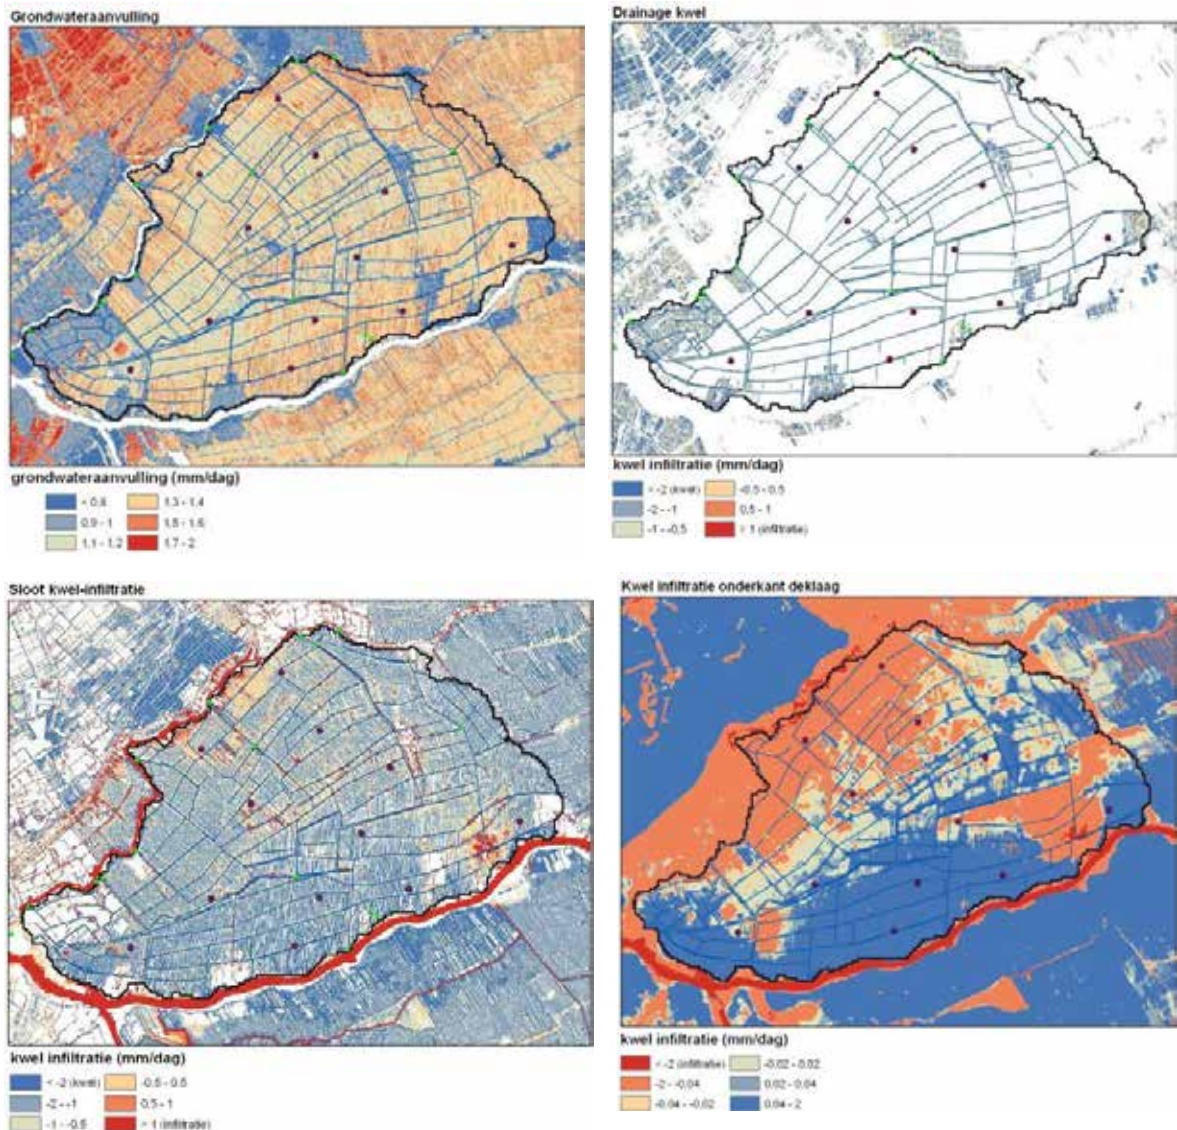 Grondwateraanvulling
grondwateraanvulling (mm/dag)
< 0,8
0,9 - 1
1,1 - 1,2
1,3 - 1,4
1,5 - 1,6
1,7 - 2
Drainage kwel
kwel infiltratie (mm/dag)
< -2 (kwel)
-2 - -1
-1 - -0,5
-0,5 - 0,5
0,5 - 1
> 1 (infiltratie)
Sloot kwel-infiltratie
kwel infiltratie (mm/dag)
< -2 (kwel)
-2 - -1
-1 - -0,5
-0,5 - 0,5
0,5 - 1
> 1 (infiltratie)
Kwel infiltratie onderkant deklaag
kwel infiltratie (mm/dag)
< -2 (infiltratie)
-2 - -0,04
-0,04 - -0,02
-0,02 - 0,02
0,02 - 0,04
0,04 - 2